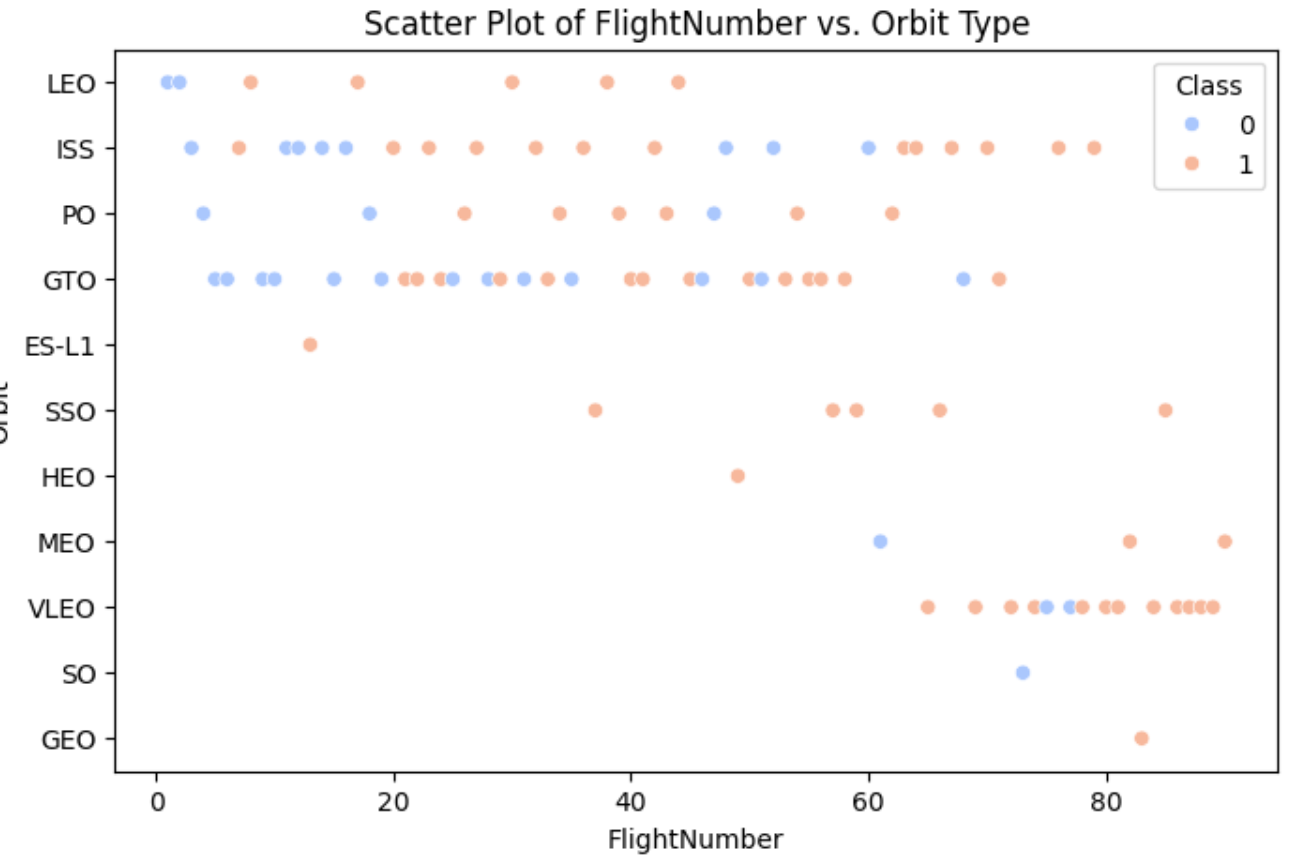 Scatter Plot of FlightNumber vs. Orbit Type
LEO
ISS
PO
GTO
ES-L1
SSO
HEO
MEO
VLEO
SO
GEO
Class
0
1
0 20 40 60 80
FlightNumber